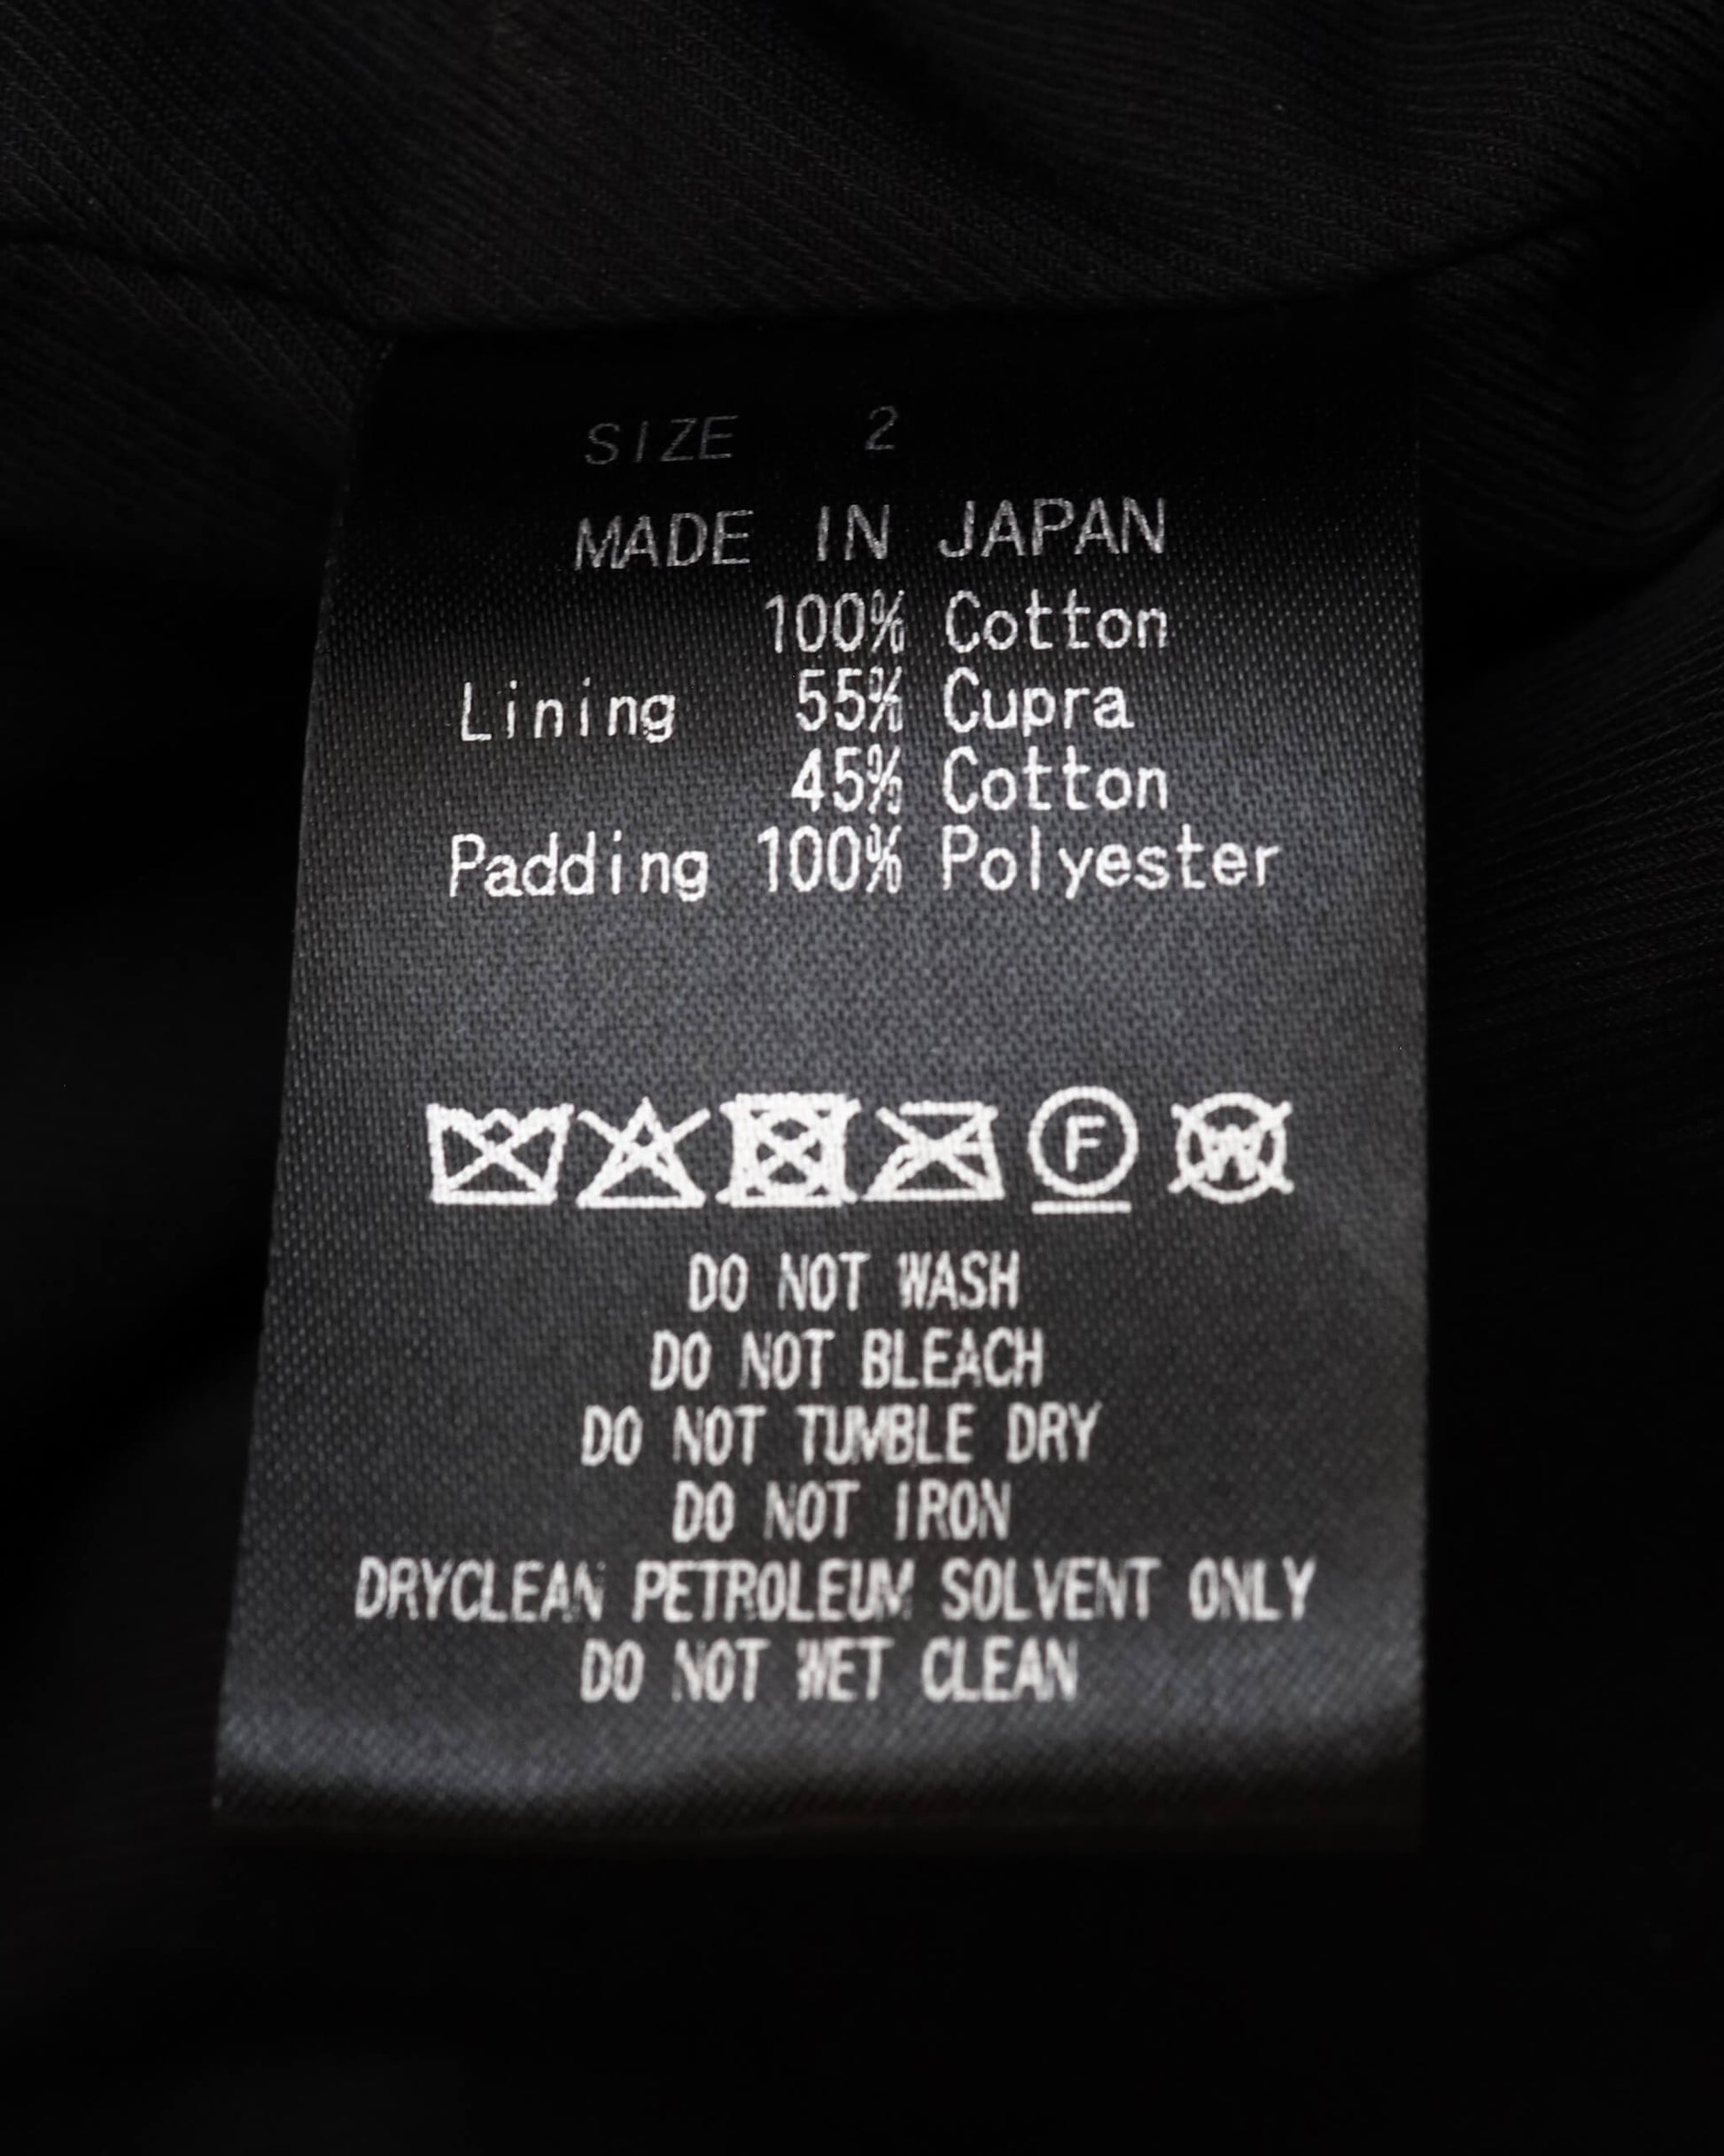 SIZE 2
MADE IN JAPAN
100% Cotton
Lining 55% Cupra
45% Cotton
Padding 100% Polyester
F W
DO NOT WASH
DO NOT BLEACH
DO NOT TUMBLE DRY
DO NOT IRON
DRYCLEAN PETROLEUM SOLVENT ONLY
DO NOT WET CLEAN